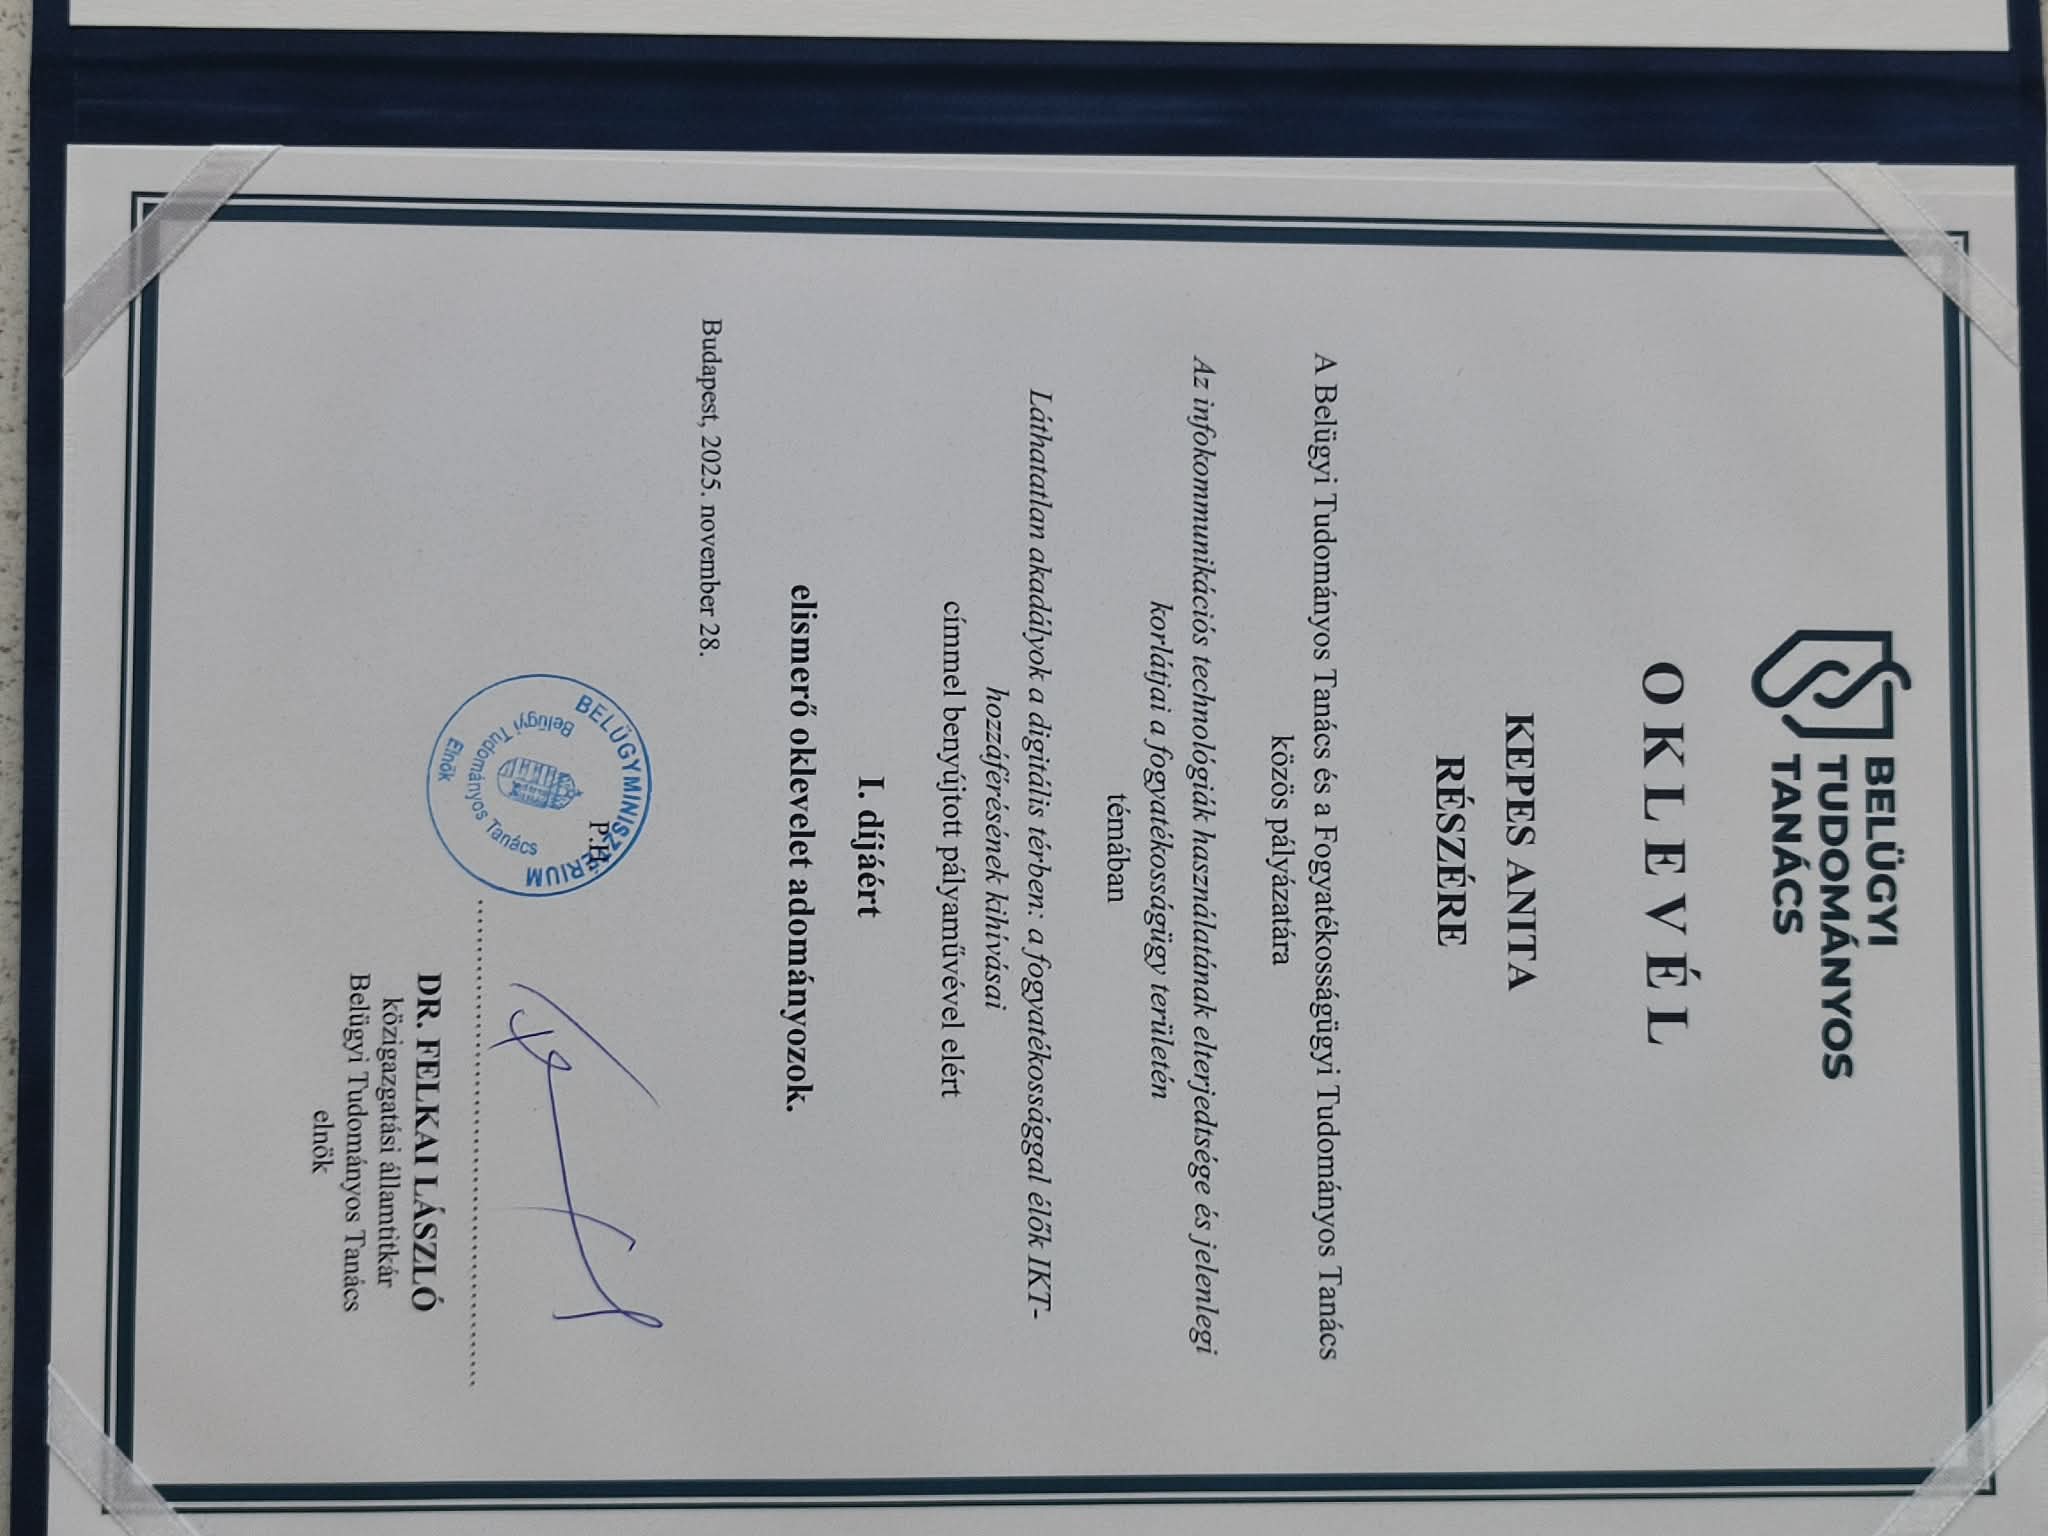 BELÜGYI
TUDOMÁNYOS
TANÁCS
OKLEVÉL
KEPES ANITA
RÉSZÉRE
A Belügyi Tudományos Tanács és a Fogyatékosságügyi Tudományos Tanács
közös pályázatára
Az infokommunikációs technológiák használatának elterjedtsége és jelenlegi
korlátjai a fogyatékosságügy területén
témában
Láthatatlan akadályok a digitális térben: a fogyatékossággal élők IKT-
hozzáférésének kihívásai
címmel benyújtott pályaművével elért
I. díjáért
elismerő oklevelet adományozok.
Budapest, 2025. november 28.
P.H.
BELÜGYMINISZTÉRIUM
Belügyi Tudományos Tanács
Elnök
DR. FELKAI LÁSZLÓ
közigazgatási államtitkár
Belügyi Tudományos Tanács
elnök